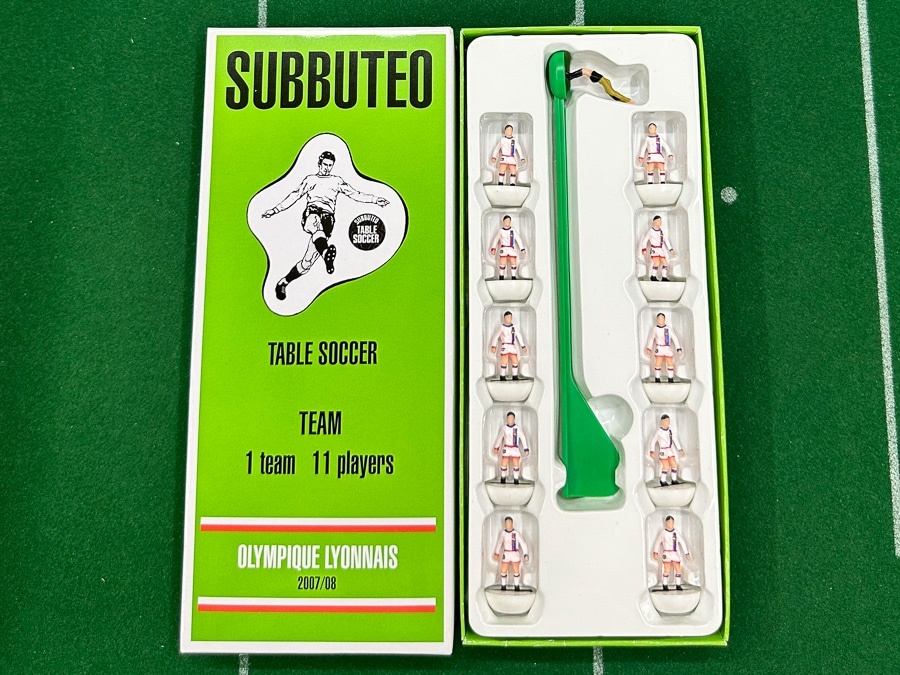 SUBBUTEO
SUBBUTEO
TABLE
SOCCER
TABLE SOCCER
TEAM
1 team 11 players
OLYMPIQUE LYONNAIS
2007/08